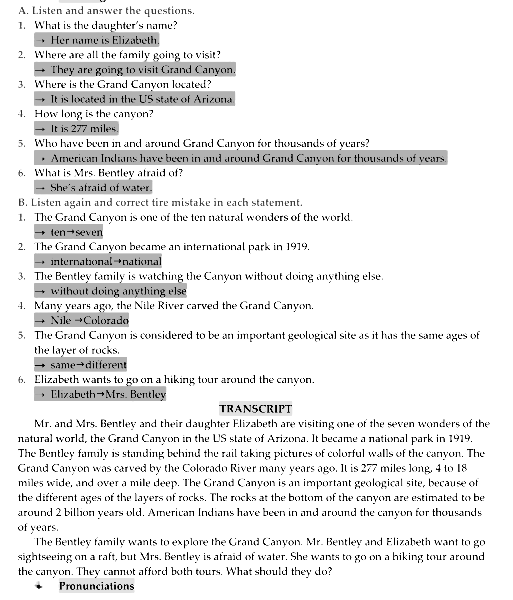 A. Listen and answer the questions.
1. What is the daughter's name?
→ Her name is Elizabeth.
2. Where are all the family going to visit?
→ They are going to visit Grand Canyon.
3. Where is the Grand Canyon located?
→ It is located in the US state of Arizona
4. How long is the canyon?
→ It is 277 miles.
5. Who have been in and around Grand Canyon for thousands of years?
→ American Indians have been in and around Grand Canyon for thousands of years.
6. What is Mrs. Bentley afraid of?
→ She's afraid of water.
B. Listen again and correct tire mistake in each statement.
1. The Grand Canyon is one of the ten natural wonders of the world.
→ ten→seven
2. The Grand Canyon became an international park in 1919.
→ international→national
3. The Bentley family is watching the Canyon without doing anything else.
→ without doing anything else
4. Many years ago, the Nile River carved the Grand Canyon.
→ Nile →Colorado
5. The Grand Canyon is considered to be an important geological site as it has the same ages of
the layer of rocks.
→ same→different
6. Elizabeth wants to go on a hiking tour around the canyon.
→ Elizabeth→Mrs. Bentley
TRANSCRIPT
Mr. and Mrs. Bentley and their daughter Elizabeth are visiting one of the seven wonders of the
natural world, the Grand Canyon in the US state of Arizona. It became a national park in 1919.
The Bentley family is standing behind the rail taking pictures of colorful walls of the canyon. The
Grand Canyon was carved by the Colorado River many years ago. It is 277 miles long, 4 to 18
miles wide, and over a mile deep. The Grand Canyon is an important geological site, because of
the different ages of the layers of rocks. The rocks at the bottom of the canyon are estimated to be
around 2 billion years old. American Indians have been in and around the canyon for thousands
of years.
The Bentley family wants to explore the Grand Canyon. Mr. Bentley and Elizabeth want to go
sightseeing on a raft, but Mrs. Bentley is afraid of water. She wants to go on a hiking tour around
the canyon. They cannot afford both tours. What should they do?
Pronunciations